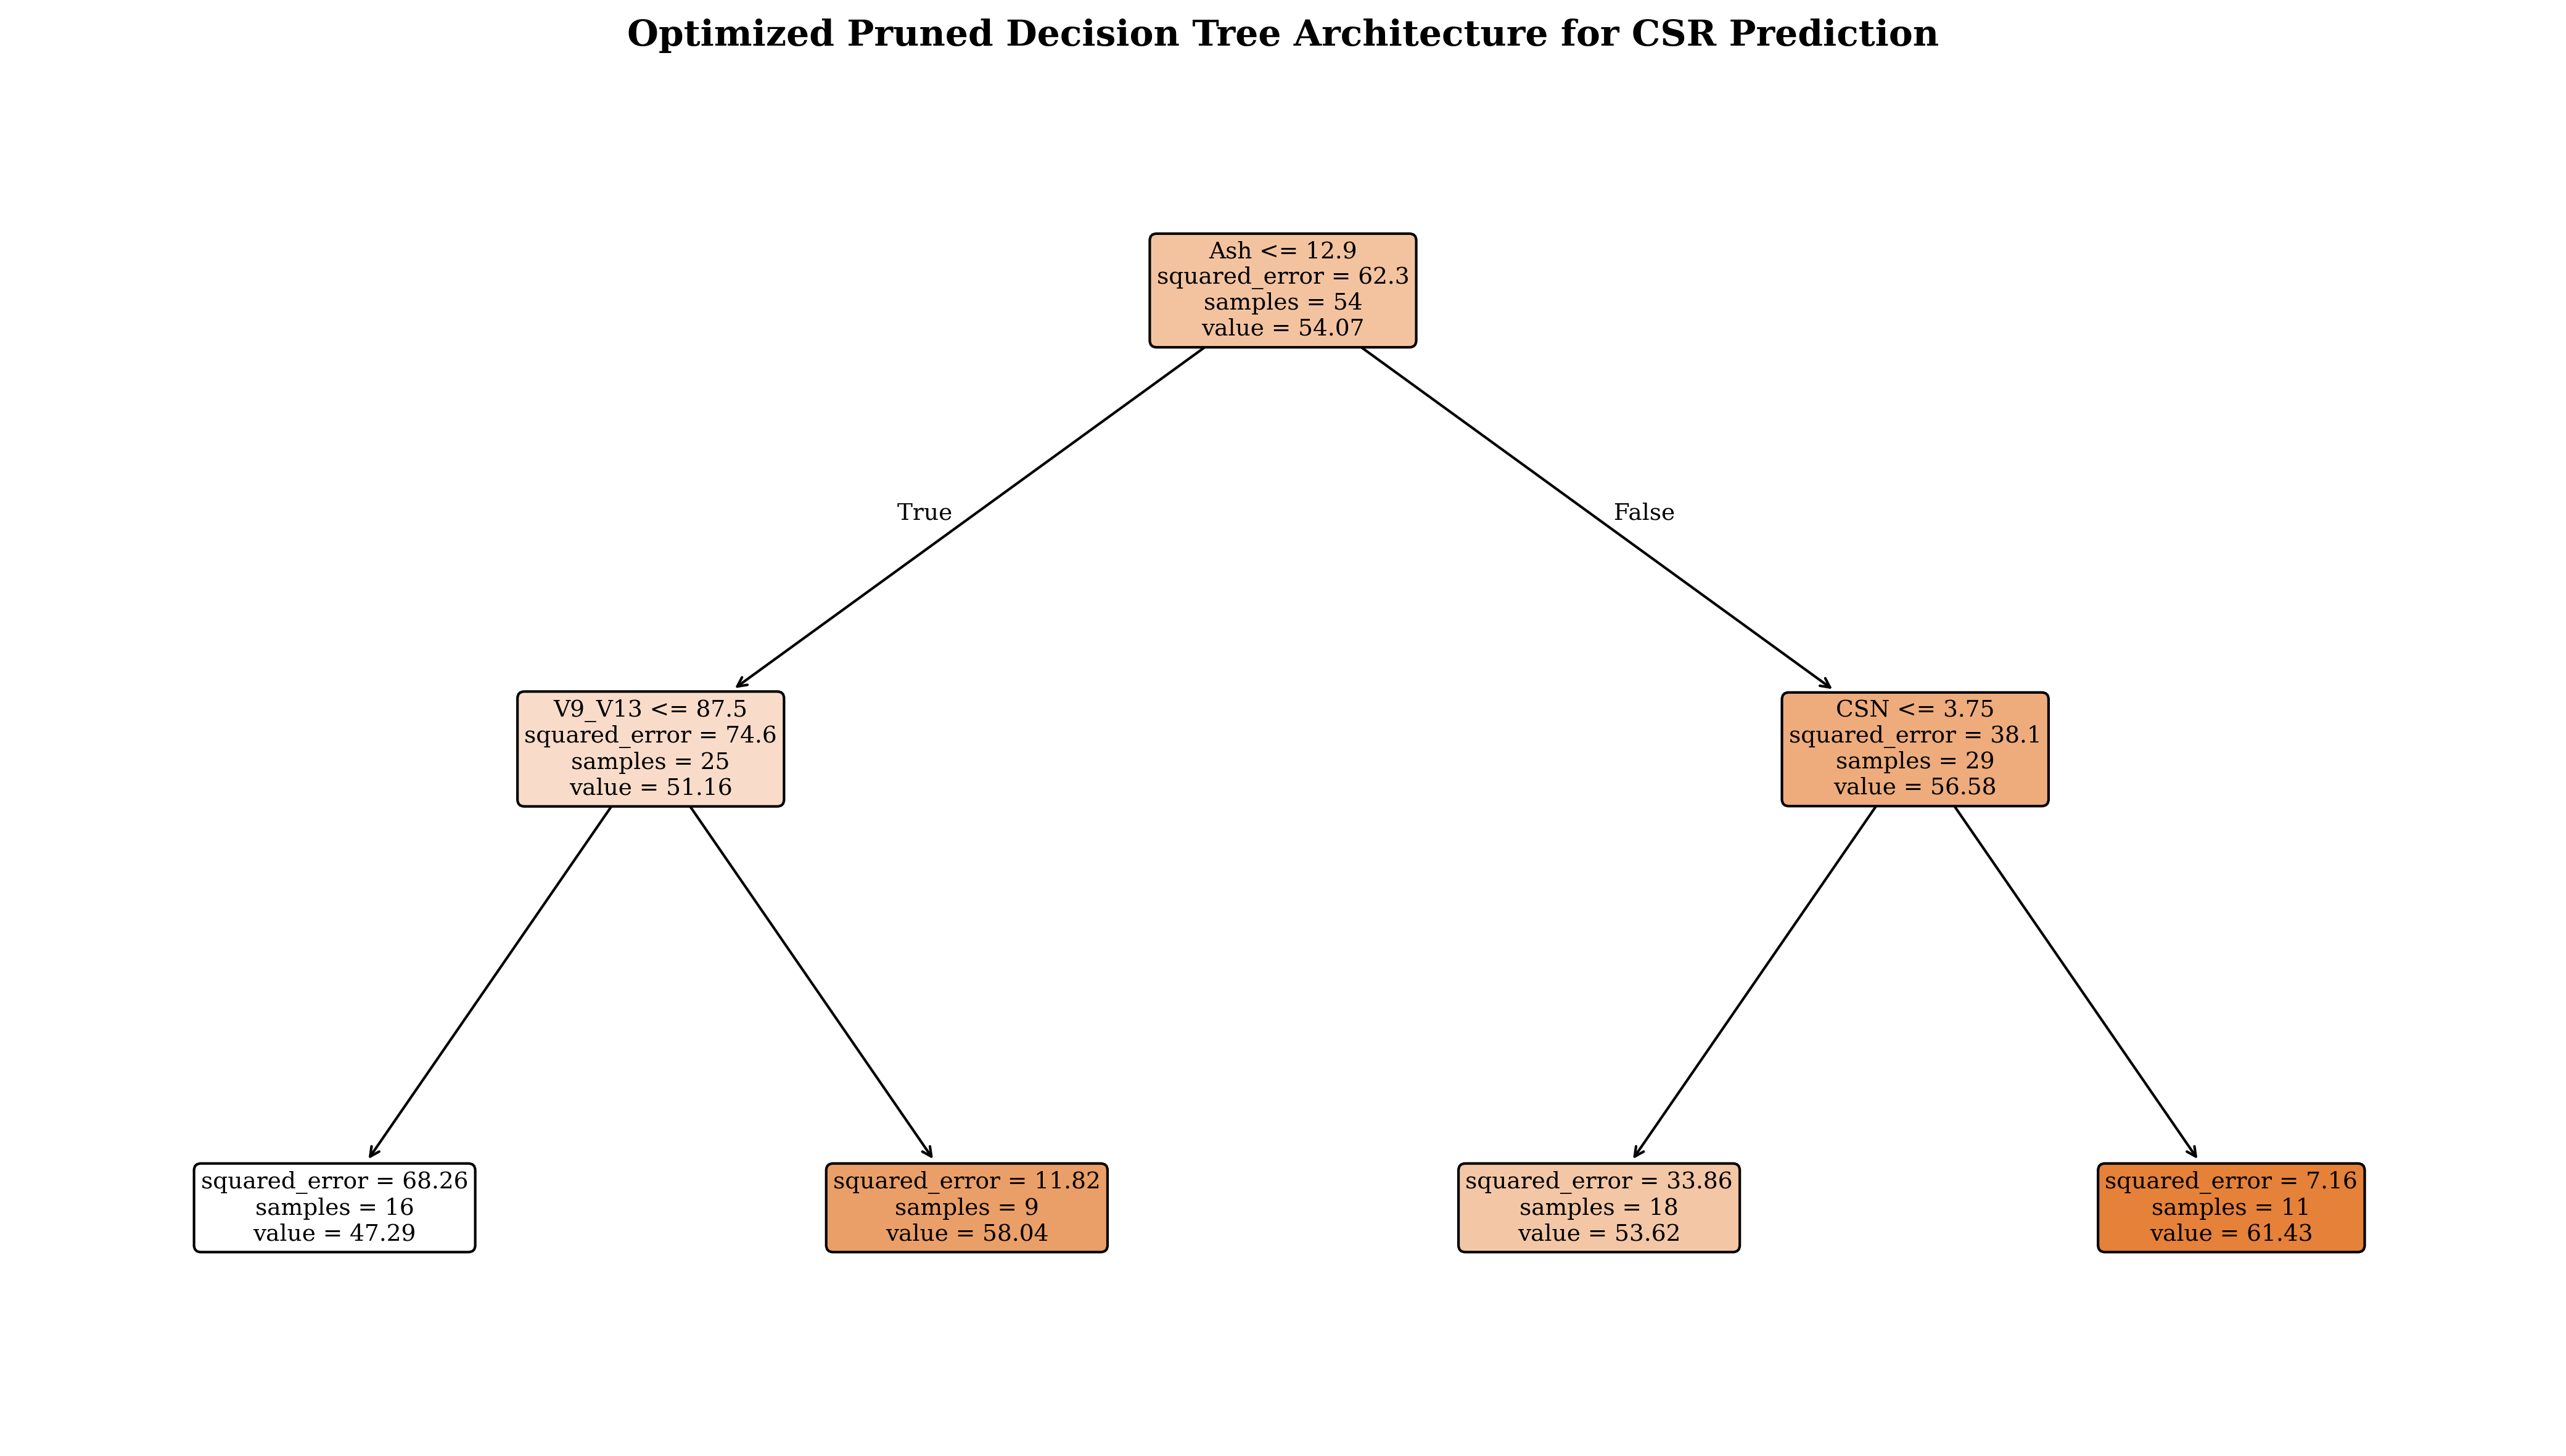 Optimized Pruned Decision Tree Architecture for CSR Prediction
Ash <= 12.9
squared_error = 62.3
samples = 54
value = 54.07
True
False
V9_V13 <= 87.5
squared_error = 74.6
samples = 25
value = 51.16
CSN <= 3.75
squared_error = 38.1
samples = 29
value = 56.58
squared_error = 68.26
samples = 16
value = 47.29
squared_error = 11.82
samples = 9
value = 58.04
squared_error = 33.86
samples = 18
value = 53.62
squared_error = 7.16
samples = 11
value = 61.43